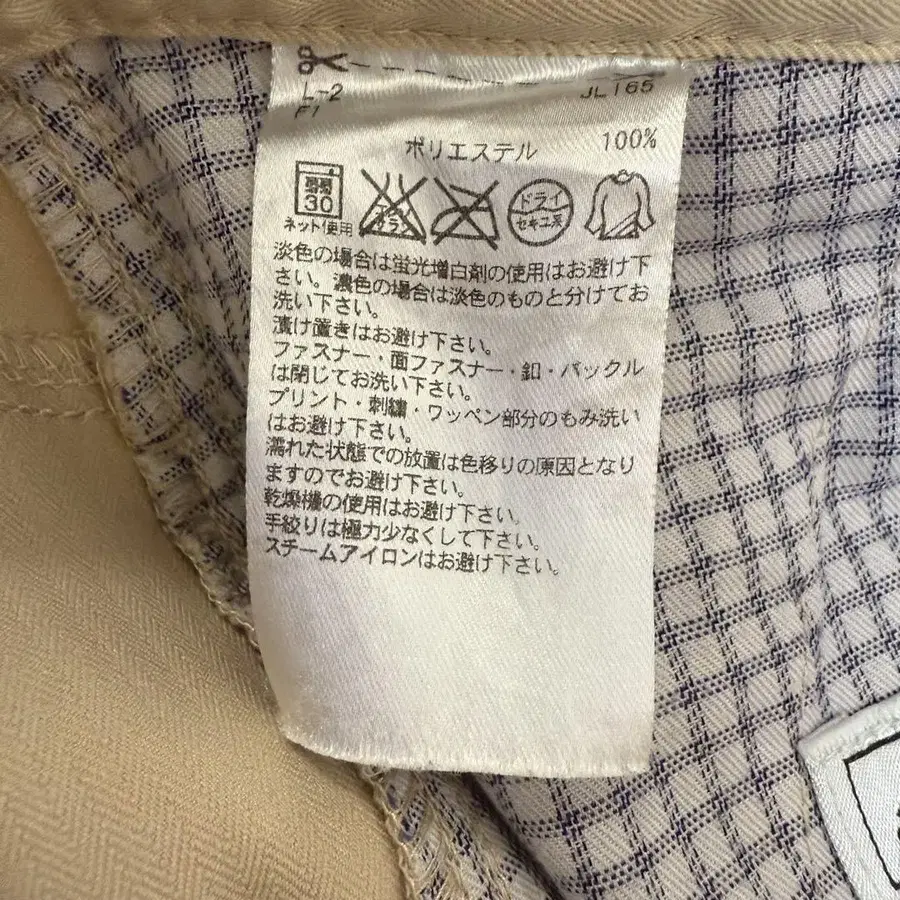 L-2
F7
JL165
ポリエステル 100%
弱
30
ネット使用
エンソ
サラシ
ドライ
セキユ系
淡色の場合は蛍光増白剤の使用はお避け下
さい。濃色の場合は淡色のものと分けてお
洗い下さい。
漬け置きはお避け下さい。
ファスナー・面ファスナー・釦・バックル
は閉じてお洗い下さい。
プリント・刺繍・ワッペン部分のもみ洗い
はお避け下さい。
濡れた状態での放置は色移りの原因となり
ますのでお避け下さい。
乾燥機の使用はお避け下さい。
手絞りは極力少なくして下さい。
スチームアイロンはお避け下さい。